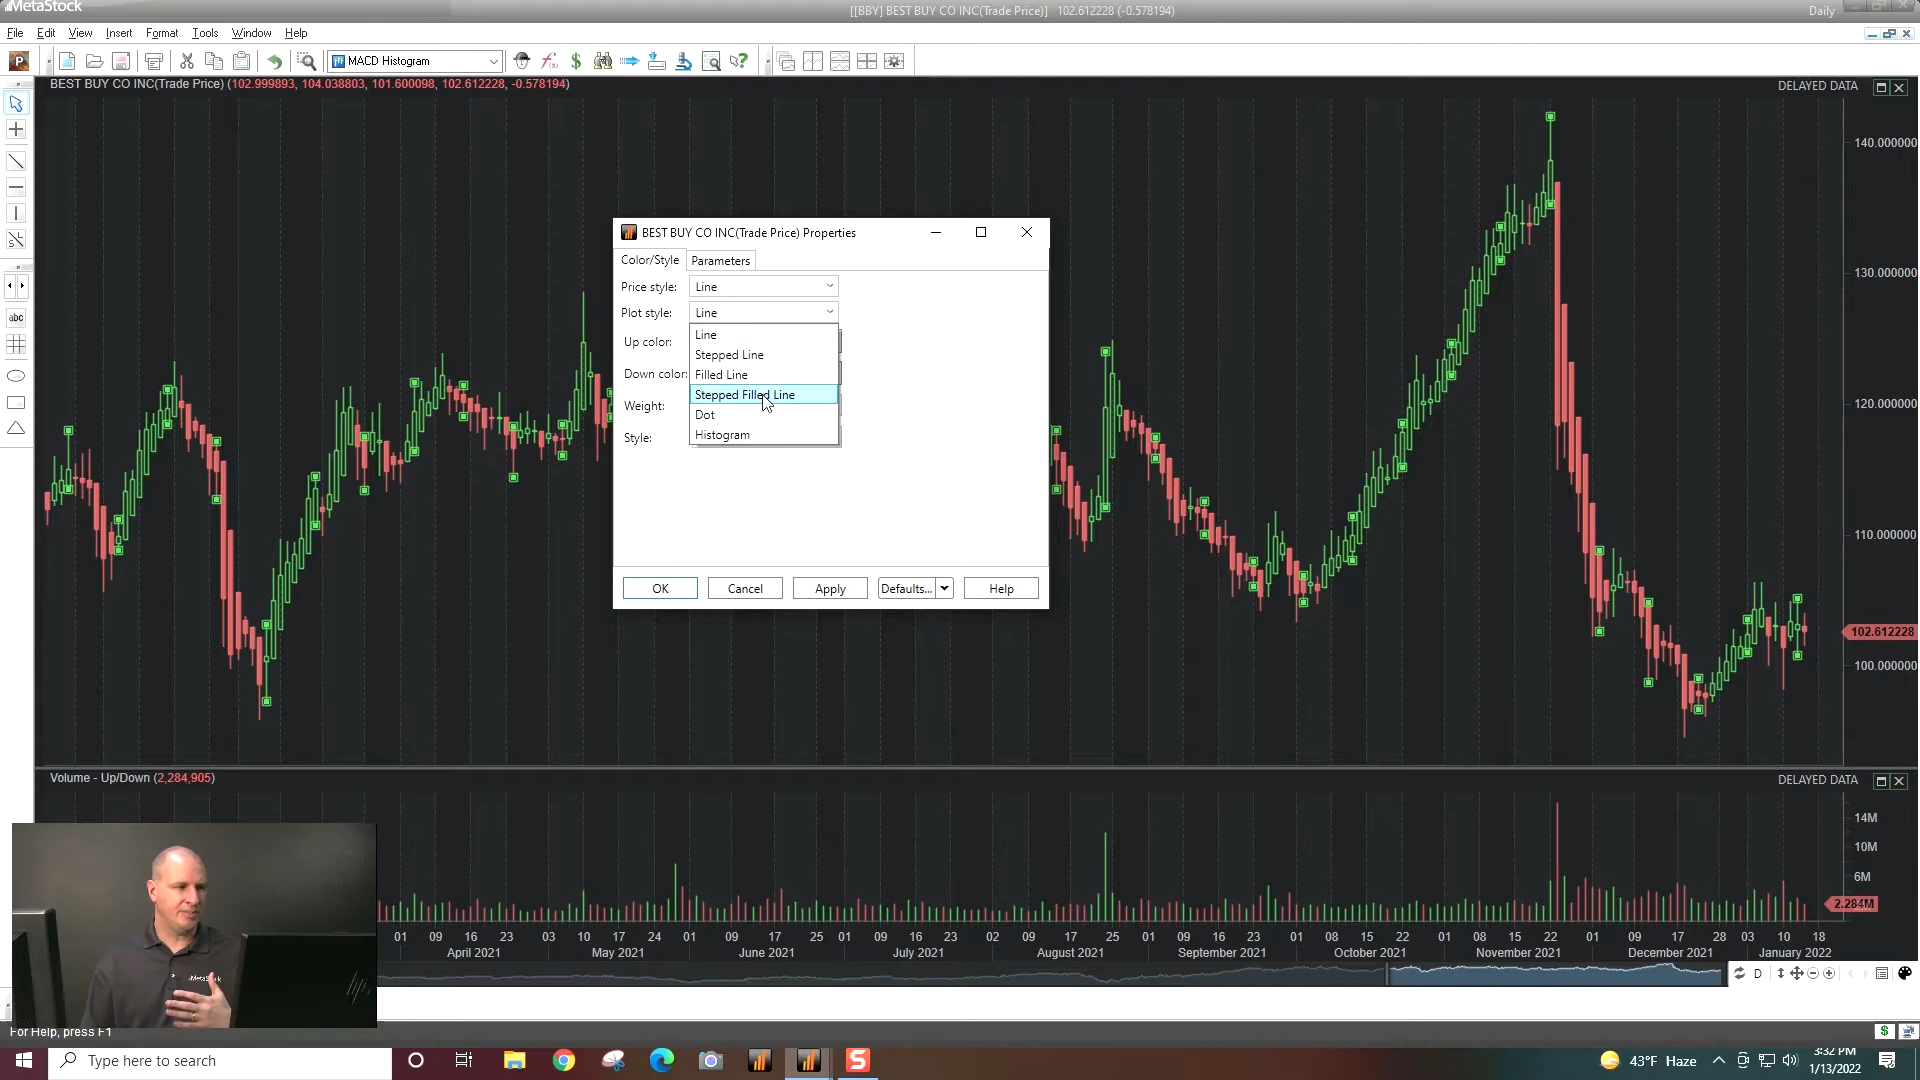 MetaStock
[[BBY] BEST BUY CO INC(Trade Price)] 102.612228 (-0.578194)
Daily
File Edit View Insert Format Tools Window Help
MACD Histogram
BEST BUY CO INC(Trade Price) (102.999893, 104.038803, 101.600098, 102.612228, -0.578194)
DELAYED DATA
140.000000
130.000000
120.000000
110.000000
102.612228
100.000000
abc
BEST BUY CO INC(Trade Price) Properties
Color/Style Parameters
Price style: Line
Plot style: Line
Line
Up color:
Stepped Line
Down color:
Filled Line
Stepped Filled Line
Weight:
Dot
Style:
Histogram
OK Cancel Apply Defaults... Help
Volume - Up/Down (2,284,905)
DELAYED DATA
14M
10M
6M
2.284M
01 09 16 23 03 10 17 24 01 09 17 25 01 09 16 23 02 09 17 25 01 09 16 23 01 08 15 22 01 08 15 22 01 09 17 28 03 10 18
April 2021 May 2021 June 2021 July 2021 August 2021 September 2021 October 2021 November 2021 December 2021 January 2022
D
MetaStock
For Help, press F1
Type here to search
43°F Haze
3:32 PM
1/13/2022